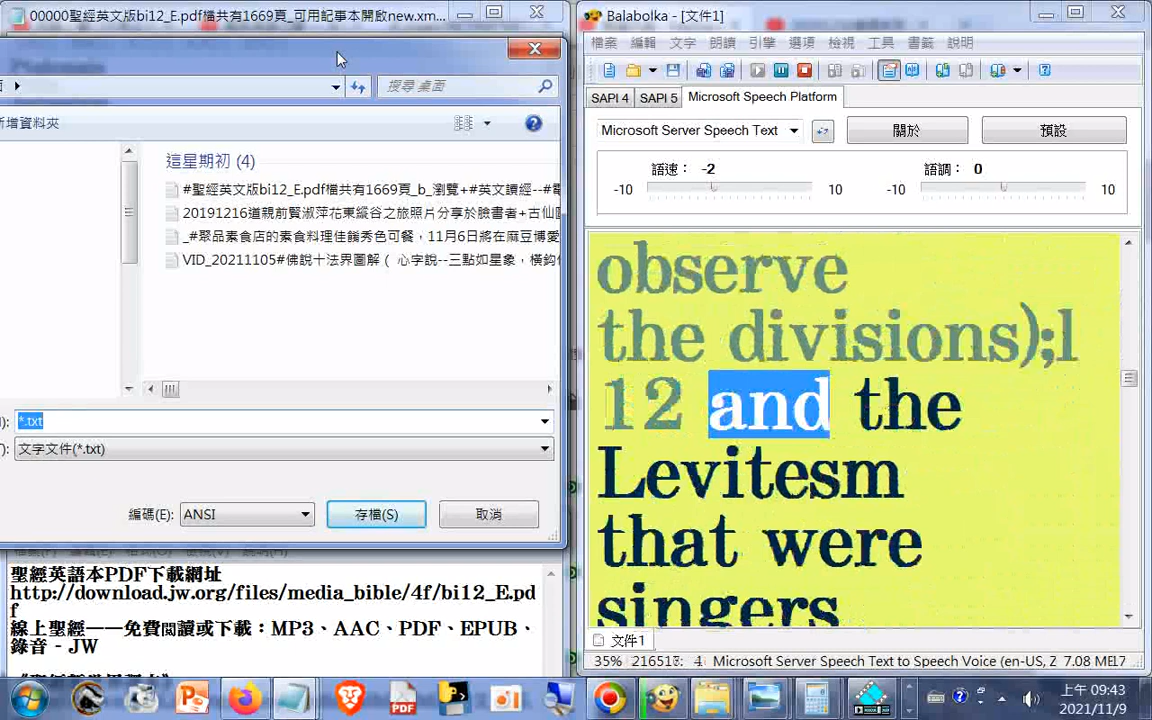 00000聖經英文版bi12_E.pdf檔共有1669頁_可用記事本開啟new.xm...
搜尋 桌面
新增資料夾
這星期初 (4)
#聖經英文版bi12_E.pdf檔共有1669頁_b_瀏覽+#英文讀經--#電
20191216道親前賢淑萍花東縱谷之旅照片分享於臉書者+古仙
_#聚品素食店的素食料理佳餚秀色可餐，11月6日將在麻豆博愛
VID_20211105#佛說十法界圖解（ 心字說--三點如星象，橫鉤
*.txt
文字文件(*.txt)
編碼(E):
ANSI
存檔(S)
取消
聖經英語本PDF下載網址
http://download.jw.org/files/media_bible/4f/bi12_E.pd
f
線上聖經——免費閱讀或下載：MP3、AAC、PDF、EPUB、
錄音 - JW
Balabolka - [文件1]
檔案 編輯 文字 朗讀 引擎 選項 檢視 工具 書籤 說明
SAPI 4 SAPI 5 Microsoft Speech Platform
Microsoft Server Speech Text
關於
預設
語速： -2
語調： 0
-10 10 -10 10
observe
the divisions);l
12 and the
Levitesm
that were
singers
文件1
35% 216517: 4 Microsoft Server Speech Text to Speech Voice (en-US, Z 7.08 ME
上午 09:43
2021/11/9